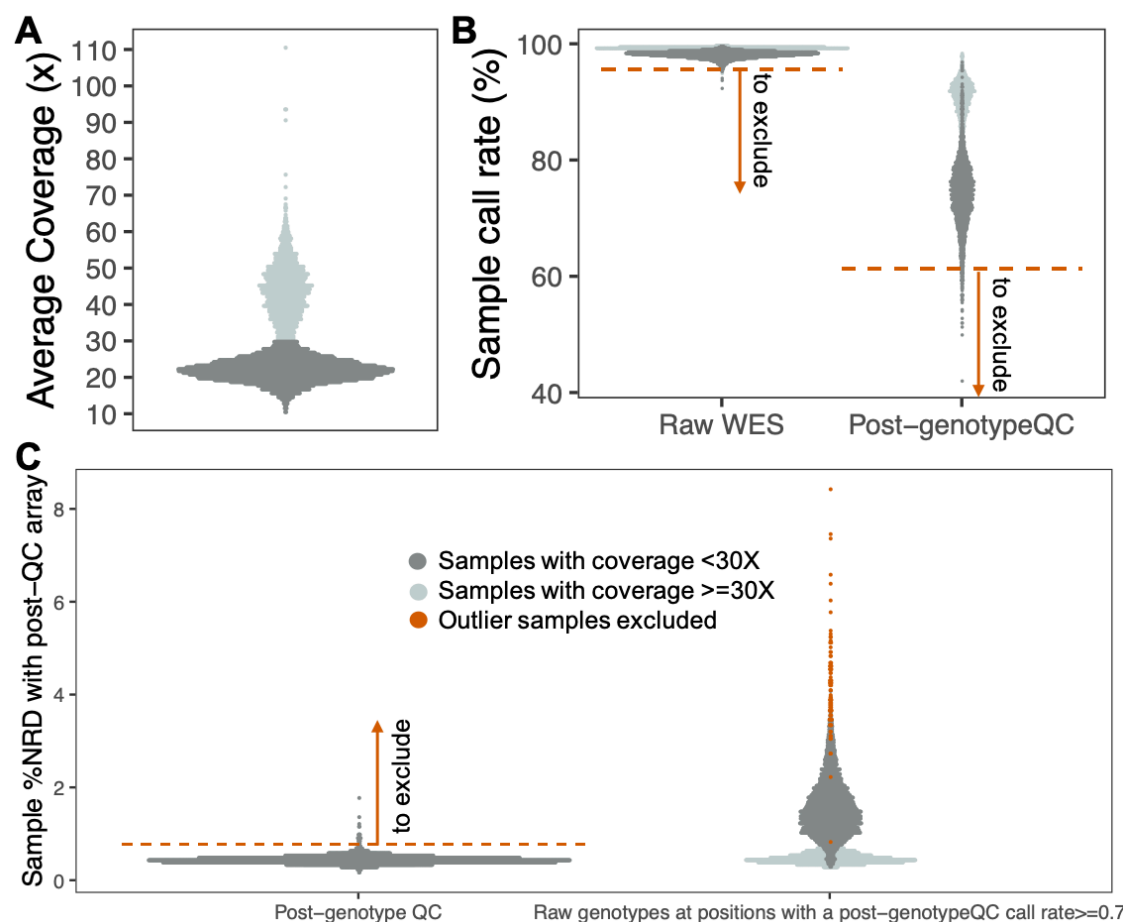 A
Average Coverage (x)
110
100
90
80
70
60
50
40
30
20
10
B
Sample call rate (%)
100
80
60
40
to exclude
to exclude
Raw WES
Post-genotypeQC
C
Sample %NRD with post-QC array
8
6
4
2
0
Samples with coverage <30X
Samples with coverage >=30X
Outlier samples excluded
to exclude
Post-genotype QC
Raw genotypes at positions with a post-genotypeQC call rate>=0.7